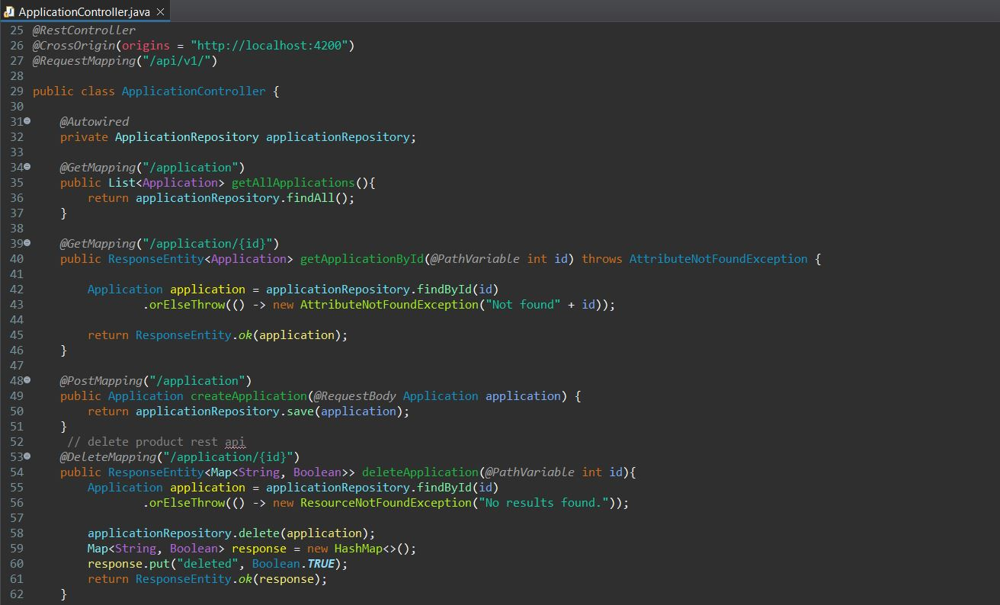 ApplicationController.java
25 @RestController
26 @CrossOrigin(origins = "http://localhost:4200")
27 @RequestMapping("/api/v1/")
28
29 public class ApplicationController {
30
31     @Autowired
32     private ApplicationRepository applicationRepository;
33
34     @GetMapping("/application")
35     public List<Application> getAllApplications(){
36         return applicationRepository.findAll();
37     }
38
39     @GetMapping("/application/{id}")
40     public ResponseEntity<Application> getApplicationById(@PathVariable int id) throws AttributeNotFoundException {
41
42         Application application = applicationRepository.findById(id)
43                 .orElseThrow(() -> new AttributeNotFoundException("Not found" + id));
44
45         return ResponseEntity.ok(application);
46     }
47
48     @PostMapping("/application")
49     public Application createApplication(@RequestBody Application application) {
50         return applicationRepository.save(application);
51     }
52      // delete product rest api
53     @DeleteMapping("/application/{id}")
54     public ResponseEntity<Map<String, Boolean>> deleteApplication(@PathVariable int id){
55         Application application = applicationRepository.findById(id)
56                 .orElseThrow(() -> new ResourceNotFoundException("No results found."));
57
58         applicationRepository.delete(application);
59         Map<String, Boolean> response = new HashMap<>();
60         response.put("deleted", Boolean.TRUE);
61         return ResponseEntity.ok(response);
62     }